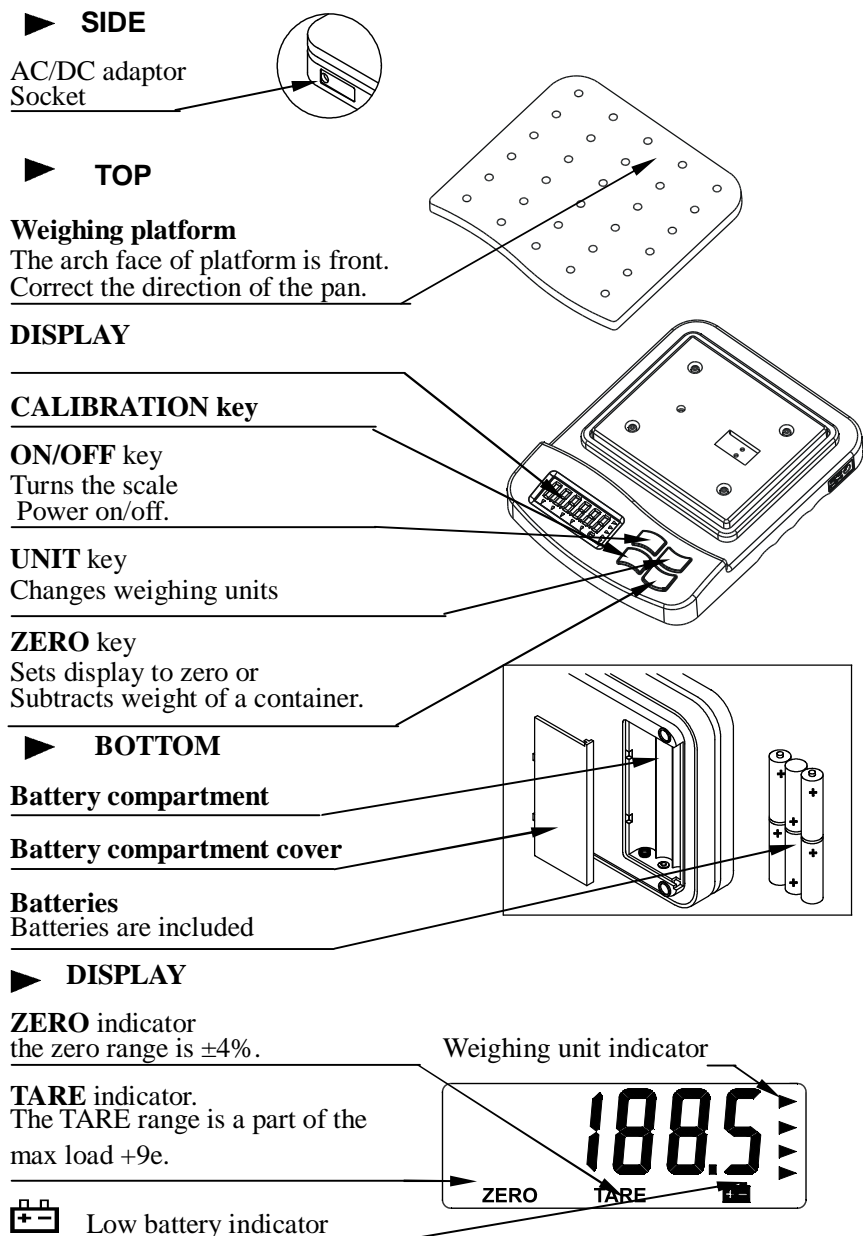 ► SIDE
AC/DC adaptor
Socket
► TOP
Weighing platform
The arch face of platform is front.
Correct the direction of the pan.
DISPLAY
CALIBRATION key
ON/OFF key
Turns the scale
Power on/off.
UNIT key
Changes weighing units
ZERO key
Sets display to zero or
Subtracts weight of a container.
► BOTTOM
Battery compartment
Battery compartment cover
Batteries
Batteries are included
► DISPLAY
ZERO indicator
the zero range is ±4%.
Weighing unit indicator
TARE indicator.
The TARE range is a part of the
max load +9e.
188.5
ZERO TARE
Low battery indicator